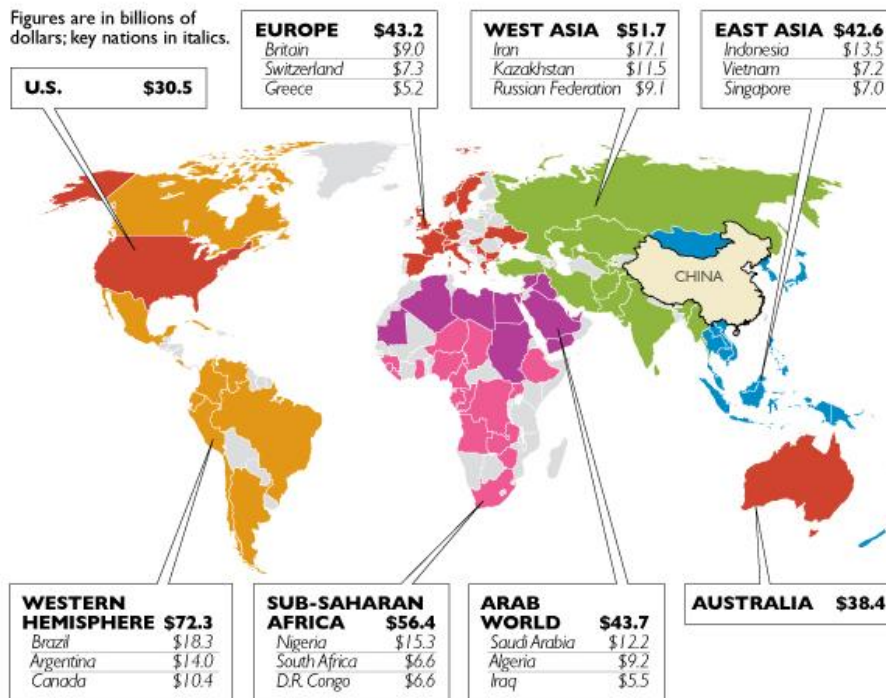 Figures are in billions of
dollars; key nations in italics.
U.S. $30.5
EUROPE $43.2
Britain $9.0
Switzerland $7.3
Greece $5.2
WEST ASIA $51.7
Iran $17.1
Kazakhstan $11.5
Russian Federation $9.1
EAST ASIA $42.6
Indonesia $13.5
Vietnam $7.2
Singapore $7.0
CHINA
WESTERN
HEMISPHERE $72.3
Brazil $18.3
Argentina $14.0
Canada $10.4
SUB-SAHARAN
AFRICA $56.4
Nigeria $15.3
South Africa $6.6
D.R. Congo $6.6
ARAB
WORLD $43.7
Saudi Arabia $12.2
Algeria $9.2
Iraq $5.5
AUSTRALIA $38.4